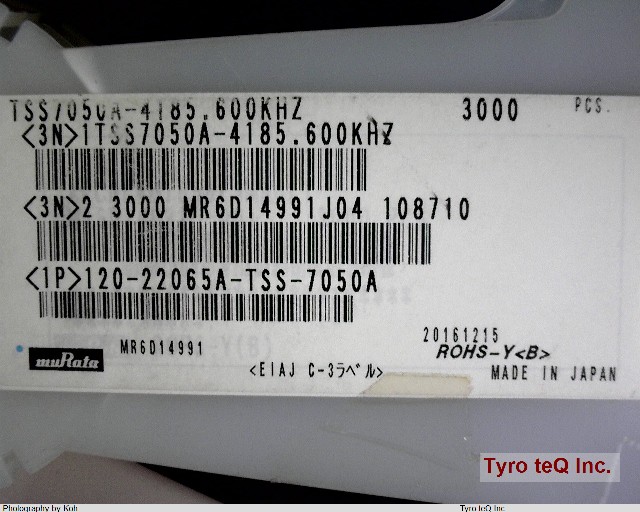 TSS7050A-4185.600KHZ 3000 PCS.
<3N>1TSS7050A-4185.600KHZ
<3N>2 3000 MR6D14991J04 108710
<1P>120-22065A-TSS-7050A
20161215
MR6D14991 ROHS-Y<B>
muRata
<EIAJ C-3ラベル> MADE IN JAPAN
Tyro teQ Inc.
Photography by Koh Tyro teQ Inc